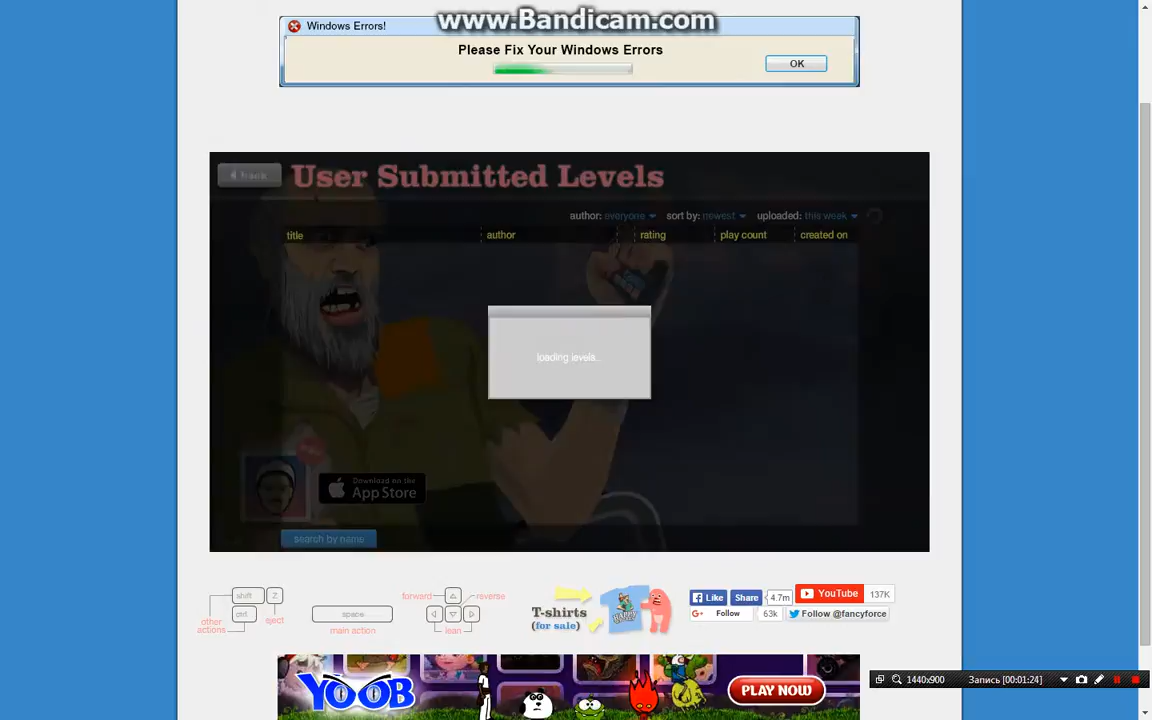 www.Bandicam.com
Windows Errors!
Please Fix Your Windows Errors
OK
back
User Submitted Levels
author: everyone sort by: newest uploaded: this week
title author rating play count created on
loading levels...
Download on the
App Store
search by name
shift Z
ctrl
other
actions
eject
space
main action
forward reverse
lean
T-shirts
(for sale)
HAPPY
Like Share 4.7m
Follow 63k
YouTube 137K
Follow @fancyforce
YOOB
PLAY NOW
1440x900 Запись [00:01:24]